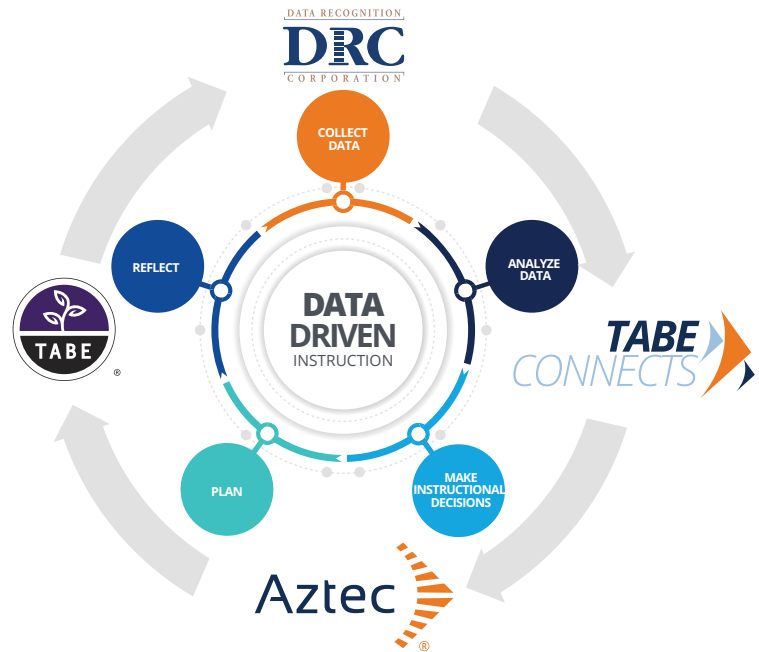 DATA RECOGNITION
DRC
CORPORATION
COLLECT
DATA
REFLECT
ANALYZE
DATA
DATA
DRIVEN
INSTRUCTION
TABE
®
TABE
CONNECTS
PLAN
MAKE
INSTRUCTIONAL
DECISIONS
Aztec
®